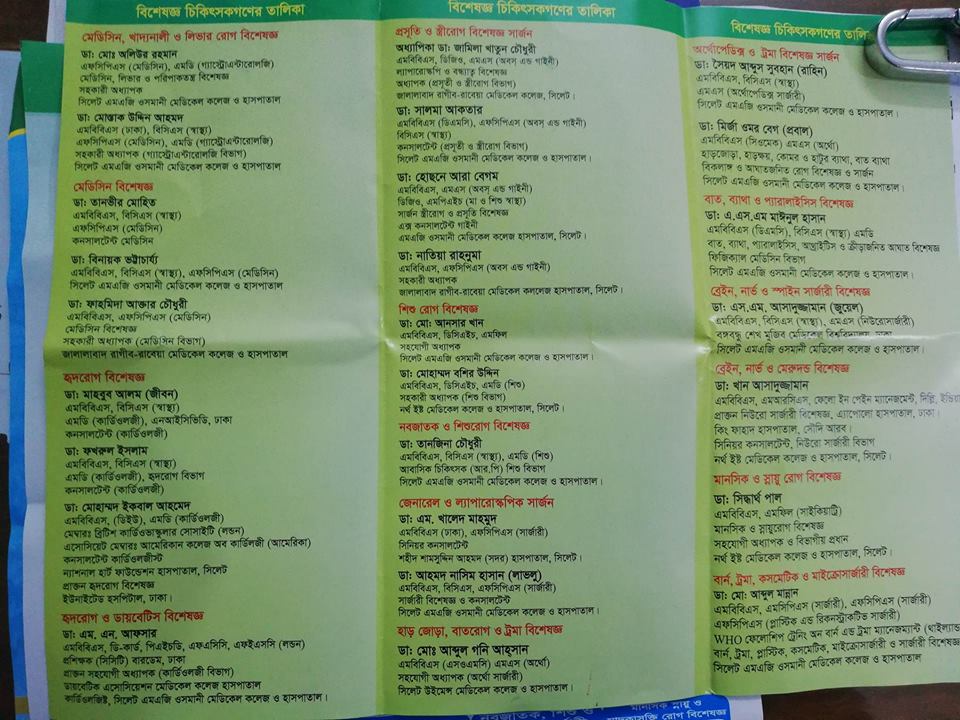 বিশেষজ্ঞ চিকিৎসকগণের তালিকা
মেডিসিন, খাদ্যনালী ও লিভার রোগ বিশেষজ্ঞ
ডা: মোঃ অলিউর রহমান
এফসিপিএস (মেডিসিন), এমডি (গ্যাস্ট্রোএন্টারোলজি)
মেডিসিন, লিভার ও পরিপাকতন্ত্র বিশেষজ্ঞ
সহকারী অধ্যাপক
সিলেট এমএজি ওসমানী মেডিকেল কলেজ ও হাসপাতাল
ডা: মোস্তাক উদ্দিন আহমদ
এমবিবিএস (ঢাকা), বিসিএস (স্বাস্থ্য)
এফসিপিএস (মেডিসিন), এমডি (গ্যাস্ট্রোএন্টারোলজি)
সহকারী অধ্যাপক (গ্যাস্ট্রোএন্টারোলজি বিভাগ)
সিলেট এমএজি ওসমানী মেডিকেল কলেজ ও হাসপাতাল
মেডিসিন বিশেষজ্ঞ
ডা: তানভীর মোহিত
এমবিবিএস, বিসিএস (স্বাস্থ্য)
এফসিপিএস (মেডিসিন)
কনসালটেন্ট মেডিসিন
ডা: বিনায়ক ভট্টাচার্য্য
এমবিবিএস, বিসিএস (স্বাস্থ্য), এফসিপিএস (মেডিসিন)
সিলেট এমএজি ওসমানী মেডিকেল কলেজ ও হাসপাতাল
ডা: ফাহমিদা আক্তার চৌধুরী
এমবিবিএস, এফসিপিএস (মেডিসিন)
মেডিসিন বিশেষজ্ঞ
সহকারী অধ্যাপক (মেডিসিন বিভাগ)
জালালাবাদ রাগীব-রাবেয়া মেডিকেল কলেজ ও হাসপাতাল
হৃদরোগ বিশেষজ্ঞ
ডা: মাহবুব আলম (জীবন)
এমবিবিএস, বিসিএস (স্বাস্থ্য)
এমডি (কার্ডিওলজী), এনআইসিভিডি, ঢাকা
কনসালটেন্ট (কার্ডিওলজী)
ডা: ফখরুল ইসলাম
এমবিবিএস, বিসিএস (স্বাস্থ্য)
এমডি (কার্ডিওলজী), হৃদরোগ বিভাগ
কনসালটেন্ট (কার্ডিওলজী)
ডা: মোহাম্মদ ইকবাল আহমেদ
এমবিবিএস, (ডিইউ), এমডি (কার্ডিওলজী)
মেম্বারঃ ব্রিটিশ কার্ডিওভাস্কুলার সোসাইটি (লন্ডন)
এসোসিয়েট মেম্বারঃ আমেরিকান কলেজ অব কার্ডিলজী (আমেরিকা)
কনসালটেন্ট কার্ডিওলজীস্ট
ন্যাশনাল হার্ট ফাউন্ডেশন হাসপাতাল, সিলেট
প্রাক্তন হৃদরোগ বিশেষজ্ঞ
ইউনাইটেড হসপিটাল, ঢাকা।
হৃদরোগ ও ডায়বেটিস বিশেষজ্ঞ
ডা: এম. এন. আফসার
এমবিবিএস, ডি-কার্ড, পিএইচডি, এফএসিসি, এফইএসসি (লন্ডন)
প্রশিক্ষক (সিসিটি) বারডেম, ঢাকা
প্রাক্তন সহযোগী অধ্যাপক (কার্ডিওলজী বিভাগ)
ডায়বেটিক এসোসিয়েশন মেডিকেল কলেজ হাসপাতাল
কার্ডিওলজিষ্ট, সিলেট এমএজি ওসমানী মেডিকেল কলেজ ও হাসপাতাল।
বিশেষজ্ঞ চিকিৎসকগণের তালিকা
প্রসূতি ও স্ত্রীরোগ বিশেষজ্ঞ সার্জন
অধ্যাপিকা ডা: জামিলা খাতুন চৌধুরী
এমবিবিএস, ডিজিও, এমএস (অবস্ এন্ড গাইনী)
ল্যাপারাস্কপি ও বন্ধ্যাত্ব বিশেষজ্ঞ
অধ্যাপক (প্রসূতী ও স্ত্রীরোগ বিভাগ)
জালালাবাদ রাগীব-রাবেয়া মেডিকেল কলেজ, সিলেট।
ডা: সালমা আকতার
এমবিবিএস (ডিএমসি), এফসিপিএস (অবস্ এন্ড গাইনী)
বিসিএস (স্বাস্থ্য)
কনসালটেন্ট (প্রসূতী ও স্ত্রীরোগ বিভাগ)
সিলেট এমএজি ওসমানী মেডিকেল কলেজ ও হাসপাতাল।
ডা: হোছনে আরা বেগম
এমবিবিএস, এমএস (অবস্ এন্ড গাইনী)
ডিজিও, এমপিএইচ (মা ও শিশু স্বাস্থ্য)
সার্জন স্ত্রীরোগ ও প্রসূতি বিশেষজ্ঞ
এক্স কনসালটেন্ট গাইনী
এমএজি ওসমানী মেডিকেল কলেজ হাসপাতাল, সিলেট।
ডা: নাতিয়া রাহনুমা
এমবিবিএস, এফসিপিএস (অবস এন্ড গাইনী)
সহকারী অধ্যাপক
জালালাবাদ রাগীব-রাবেয়া মেডিকেল কললেজ হাসপাতাল, সিলেট।
শিশু রোগ বিশেষজ্ঞ
ডা: মো: আনসার খান
এমবিবিএস, ডিসিএইচ, এমফিল
সহযোগী অধ্যাপক
সিলেট এমএজি ওসমানী মেডিকেল কলেজ ও হাসপাতাল।
ডা: মোহাম্মদ বশির উদ্দিন
এমবিবিএস, ডিসিএইচ, এমডি (শিশু)
সহকারী অধ্যাপক (শিশু বিভাগ)
নর্থ ইষ্ট মেডিকেল কলেজ ও হাসপাতাল, সিলেট।
নবজাতক ও শিশুরোগ বিশেষজ্ঞ
ডা: তানজিনা চৌধুরী
এমবিবিএস, বিসিএস (স্বাস্থ্য), এমডি (শিশু)
আবাসিক চিকিৎসক (আর.পি) শিশু বিভাগ
সিলেট এমএজি ওসমানী মেডিকেল কলেজ ও হাসপাতাল।
জেনারেল ও ল্যাপারোস্কপিক সার্জন
ডা: এম. খালেদ মাহমুদ
এমবিবিএস (ঢাকা), এফসিপিএস (সার্জারী)
সিনিয়র কনসালটেন্ট
শহীদ শামসুদ্দিন আহমদ (সদর) হাসপাতাল, সিলেট।
ডা: আহমদ নাসিম হাসান (লাভলু)
এমবিবিএস, বিসিএস, এফসিপিএস (সার্জারী)
সার্জারী বিশেষজ্ঞ ও কনসালটেন্ট
সিলেট এমএজি ওসমানী মেডিকেল কলেজ ও হাসপাতাল।
হাড় জোড়া, বাতরোগ ও ট্রমা বিশেষজ্ঞ
ডা: মোঃ আব্দুল গনি আহসান
এমবিবিএস (এসওএমসি) এমএস (অর্থো)
সহযোগী অধ্যাপক (অর্থো সার্জারী)
সিলেট উইমেন্স মেডিকেল কলেজ ও হাসপাতাল।
বিশেষজ্ঞ চিকিৎসকগণের
অর্থোপেডিক্স ও ট্রমা বিশেষজ্ঞ সার্জন
ডা: সৈয়দ আব্দুস সুবহান (রাহিন)
এমবিবিএস, বিসিএস (স্বাস্থ্য)
এমএস (অর্থোপেডিক্স সার্জারী)
সিলেট এমএজি ওসমানী মেডিকেল কলেজ ও হাসপাতাল
ডা: মির্জা ওমর বেগ (প্রবাল)
এমবিবিএস (সিওমেক) এমএস (অর্থো)
হাড়জোড়া, হাড়ক্ষয়, কোমর ও হাটুর ব্যাথা, বাত ব্যাথা
বিকলাঙ্গ ও আঘাতজনিত রোগ বিশেষজ্ঞ ও সার্জন
সিলেট এমএজি ওসমানী মেডিকেল কলেজ ও হাসপাতাল।
বাত, ব্যাথা ও প্যারালাইসিস বিশেষজ্ঞ
ডা: এ.এস.এম মাঈনুল হাসান
এমবিবিএস (ডিএমসি), বিসিএস (স্বাস্থ্য) এমডি
বাত, ব্যাথা, প্যারালাইসিস, আর্থ্রাইটিস ও ক্রীড়াজনিত আঘাত বিশেষজ্ঞ
ফিজিক্যাল মেডিসিন বিভাগ
সিলেট এমএজি ওসমানী মেডিকেল কলেজ ও হাসপাতাল।
ব্রেইন, নার্ভ ও স্পাইন সার্জারী বিশেষজ্ঞ
ডা: এস.এম. আসাদুজ্জামান (জুয়েল)
এমবিবিএস, বিসিএস (স্বাস্থ্য), এমএস (নিউরোসার্জারী)
বঙ্গবন্ধু শেখ মুজিব মেডিকেল বিশ্ববিদ্যালয়, ঢাকা
সিলেট এমএজি ওসমানী মেডিকেল কলেজ ও হাসপাতাল।
ব্রেইন, নার্ভ ও মেরুদন্ড বিশেষজ্ঞ
ডা: খান আসাদুজ্জামান
এমবিবিএস, এমআরসিএস, ফেলো ইন পেইন ম্যানেজমেন্ট, দিল্লি,
প্রাক্তন নিউরো সার্জারী বিশেষজ্ঞ, এ্যাপোলো হাসপাতাল, ঢাকা।
কিং ফাহাদ হাসপাতাল, সৌদি আরব।
সিনিয়র কনসালটেন্ট, নিউরো সার্জারী বিভাগ
নর্থ ইষ্ট মেডিকেল কলেজ ও হাসপাতাল, সিলেট।
মানসিক ও স্নায়ু রোগ বিশেষজ্ঞ
ডা: সিদ্ধার্থ পাল
এমবিবিএস, এমফিল (সাইকিয়াট্রি)
মানসিক ও স্নায়ুরোগ বিশেষজ্ঞ
সহযোগী অধ্যাপক ও বিভাগীয় প্রধান
নর্থ ইষ্ট মেডিকেল কলেজ ও হাসপাতাল, সিলেট।
বার্ন, ট্রমা, কসমেটিক ও মাইক্রোসার্জারী বিশেষজ্ঞ
ডা: মো: আব্দুল মান্নান
এমবিবিএস, এমসিপিএস (সার্জারী), এফসিপিএস (সার্জারী)
এফসিপিএস (প্লাস্টিক এন্ড রিকনস্ট্রাকটিভ সার্জারী)
WHO ফেলোশিপ ট্রেনিং অন বার্ন এন্ড ট্রমা ম্যানেজম্যান্ট
বার্ন, ট্রমা, প্লাস্টিক, কসমেটিক, মাইক্রোসার্জারী ও সার্জারী বিশেষজ্ঞ
সিলেট এমএজি ওসমানী মেডিকেল কলেজ ও হাসপাতাল